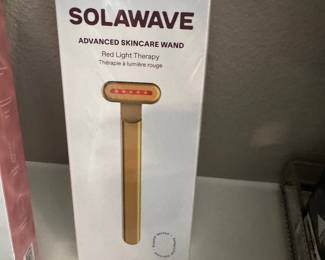 SOLAWAVE
ADVANCED SKINCARE WAND
Red Light Therapy
Thérapie à lumière rouge